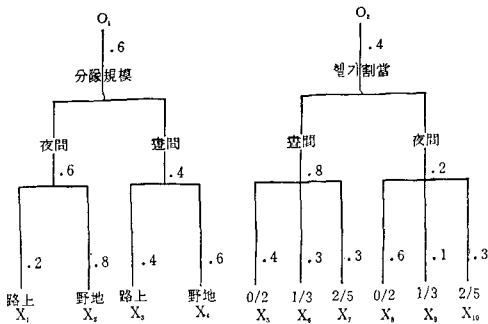 O₁ O₂
.6 .4
分隊規模 헬기割當
夜間 晝間 晝間 夜間
.6 .4 .8 .2
.2 .8 .4 .6 .4 .3 .3 .6 .1 .3
路上 野地 路上 野地 0/2 1/3 2/5 0/2 1/3 2/5
X₁ X₂ X₃ X₄ X₅ X₆ X₇ X₈ X₉ X₁₀